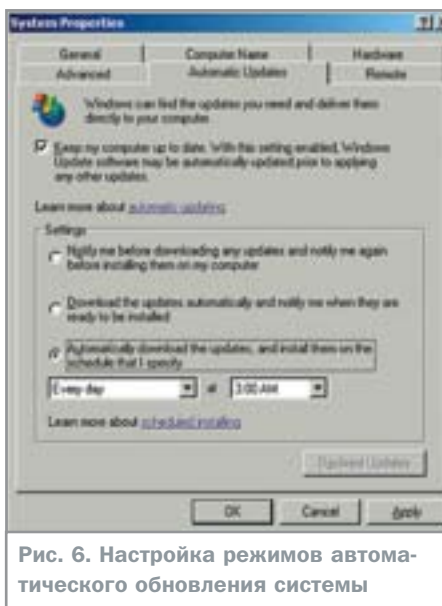 System Properties
General
Computer Name
Hardware
Advanced
Automatic Updates
Remote
Windows can find the updates you need and deliver them
directly to your computer.
Keep my computer up to date. With this setting enabled, Windows
Update software may be automatically updated prior to applying
any other updates.
Learn more about automatic updating
Settings
Notify me before downloading any updates and notify me again
before installing them on my computer
Download the updates automatically and notify me when they are
ready to be installed
Automatically download the updates, and install them on the
schedule that I specify
Every day
at
3:00 AM
Learn more about scheduled installing
Declined Updates
OK
Cancel
Apply
Рис. 6. Настройка режимов автома-
тического обновления системы